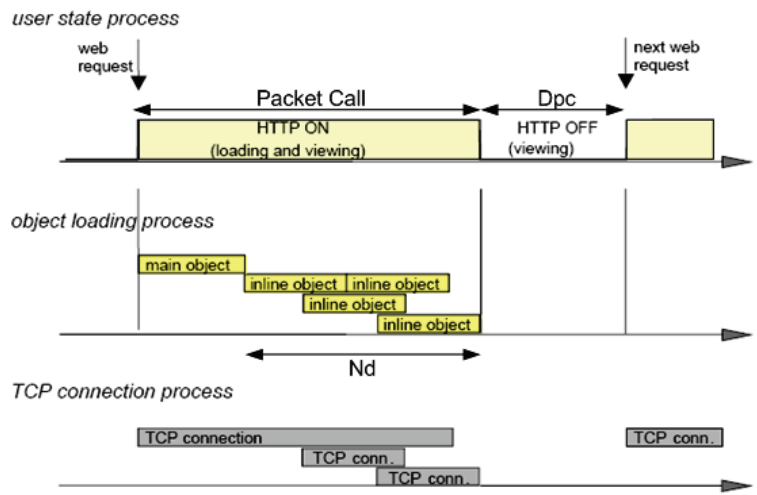 user state process
web
request
next web
request
Packet Call
Dpc
HTTP ON
(loading and viewing)
HTTP OFF
(viewing)
object loading process
main object
inline object
inline object
inline object
inline object
Nd
TCP connection process
TCP connection
TCP conn.
TCP conn.
TCP conn.